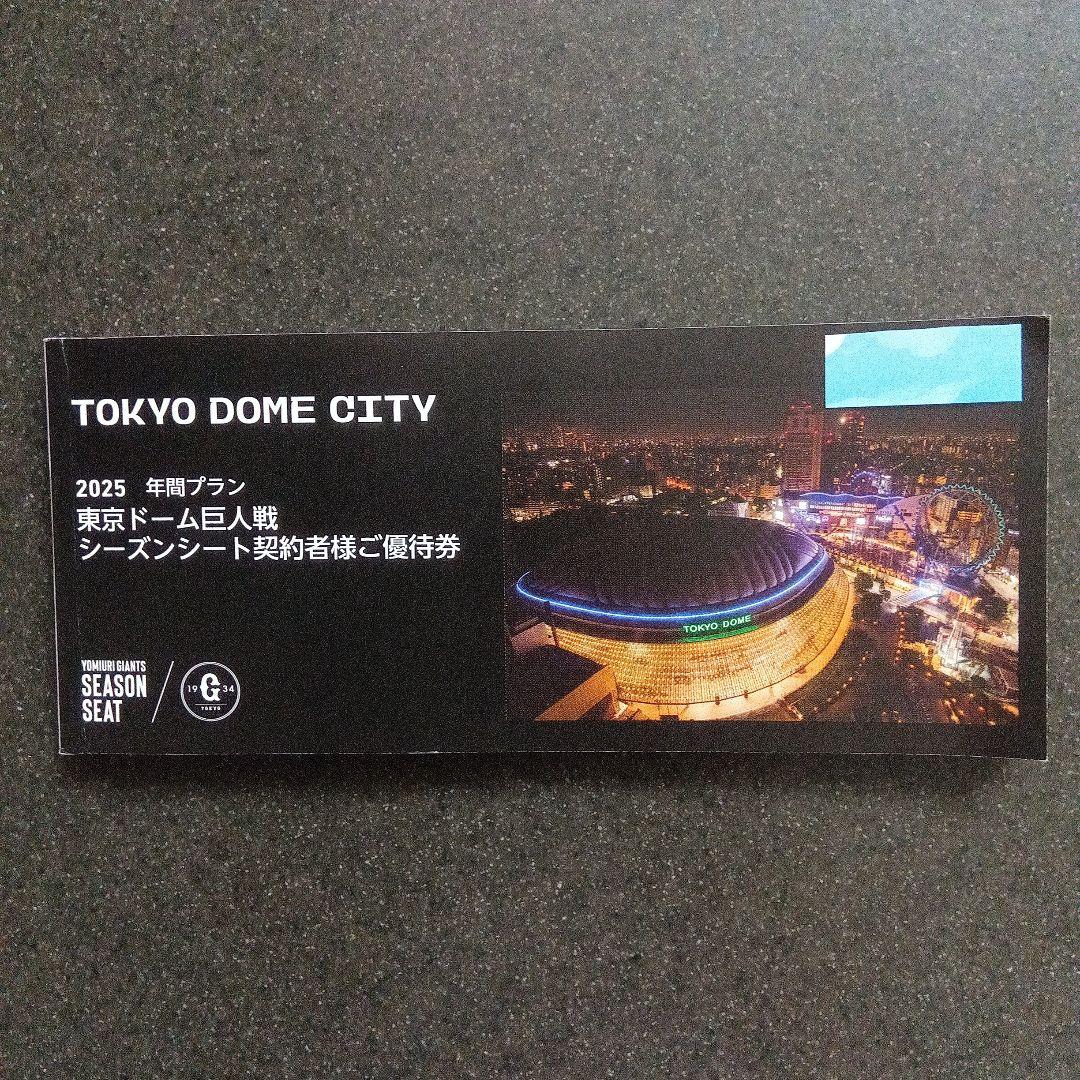 TOKYO DOME CITY
2025 年間プラン
東京ドーム巨人戦
シーズンシート契約者様ご優待券
TOKYO DOME
YOMIURI GIANTS
SEASON
SEAT
19 G 34
TOKYO